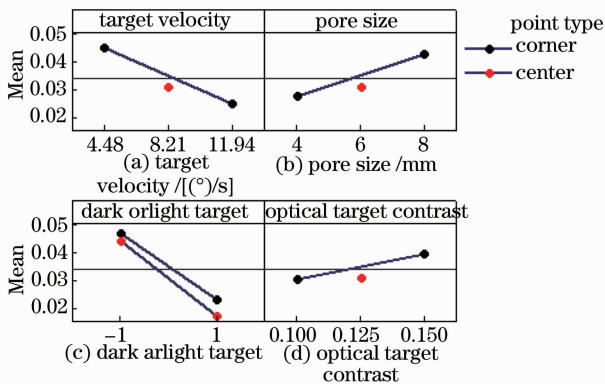 target velocity
pore size
point type
corner
center
Mean
0.05
0.04
0.03
0.02
4.48 8.21 11.94
4 6 8
(a) target
velocity /[(°)/s]
(b) pore size /mm
dark orlight target
optical target contrast
Mean
0.05
0.04
0.03
0.02
−1 1
0.100 0.125 0.150
(c) dark arlight target
(d) optical target
contrast